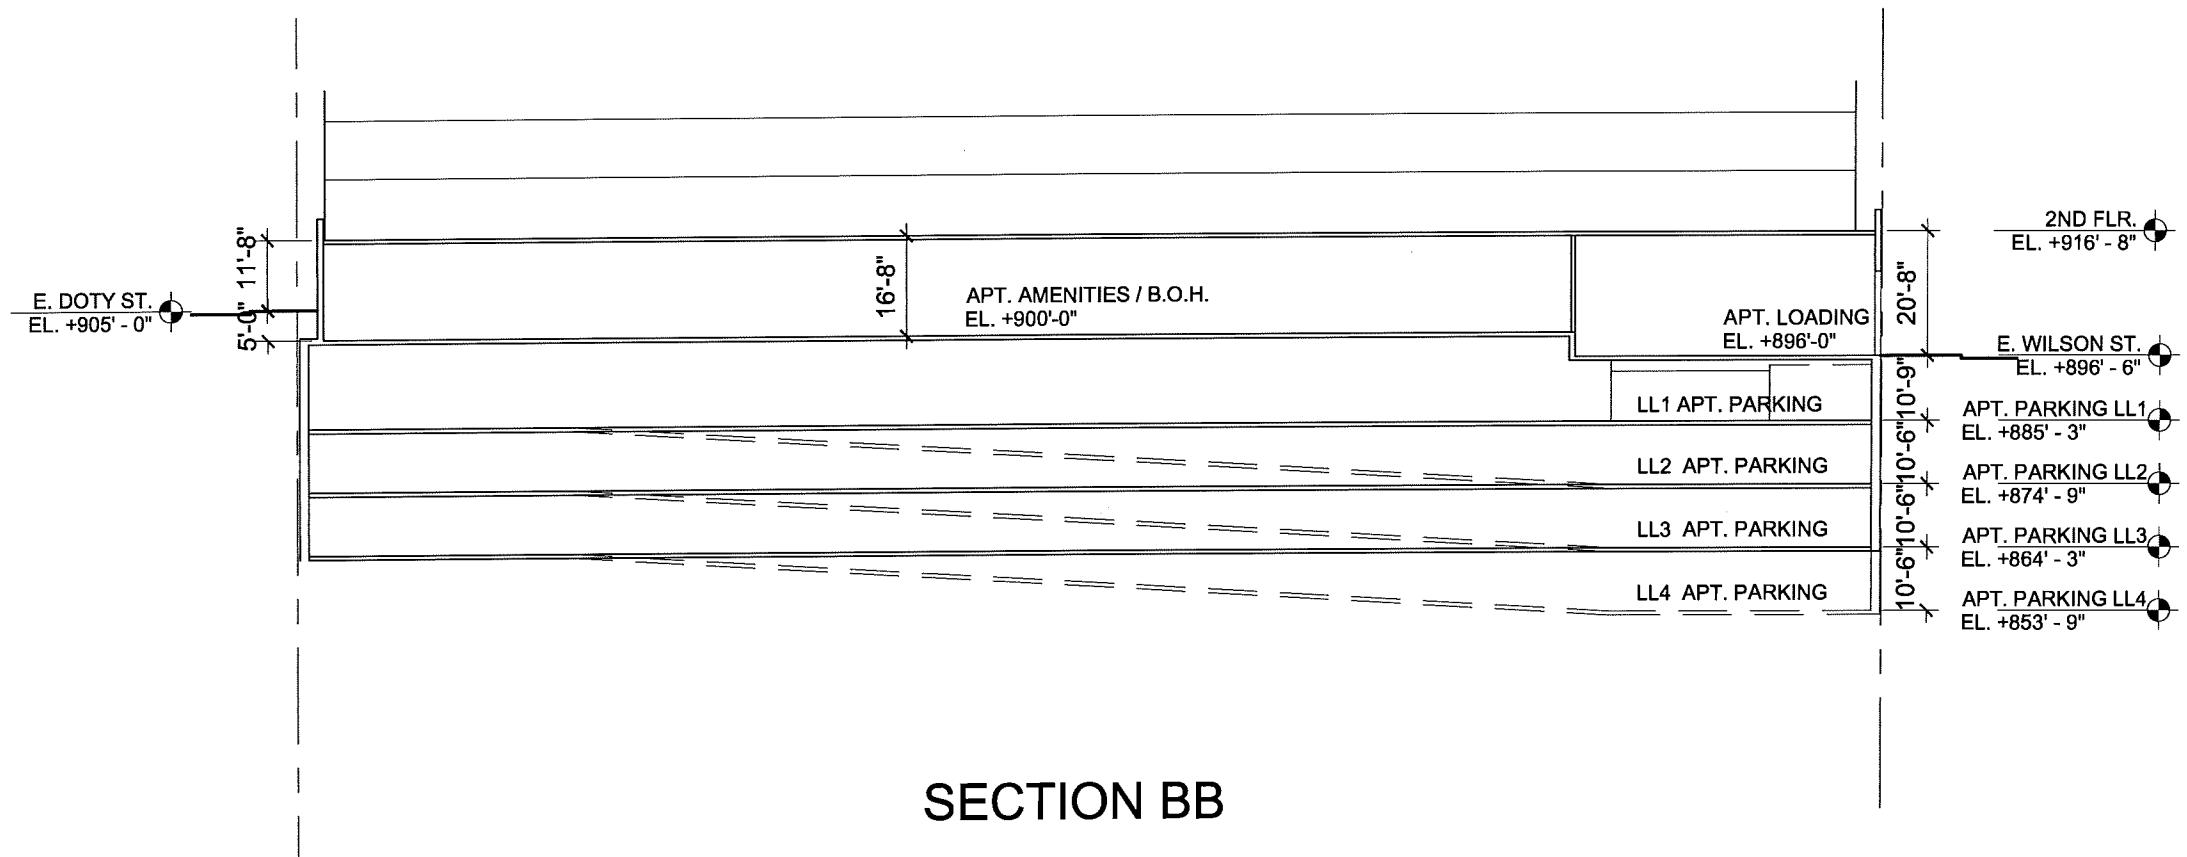 2ND FLR.
EL. +916' - 8"
11'-8"
16'-8"
20'-8"
E. DOTY ST.
EL. +905' - 0"
5'-0"
APT. AMENITIES / B.O.H.
EL. +900'-0"
APT. LOADING
EL. +896'-0"
E. WILSON ST.
EL. +896' - 6"
10'-9"
LL1 APT. PARKING
APT. PARKING LL1
EL. +885' - 3"
10'-6"
LL2 APT. PARKING
APT. PARKING LL2
EL. +874' - 9"
10'-6"
LL3 APT. PARKING
APT. PARKING LL3
EL. +864' - 3"
10'-6"
LL4 APT. PARKING
APT. PARKING LL4
EL. +853' - 9"
SECTION BB